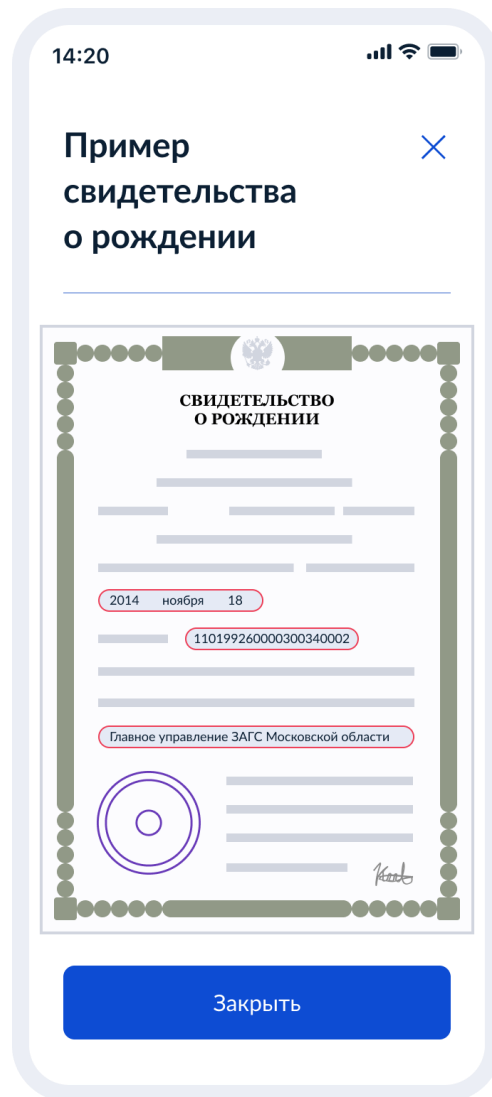 14:20
Пример
свидетельства
о рождении
СВИДЕТЕЛЬСТВО
О РОЖДЕНИИ
2014 ноября 18
110199260000300340002
Главное управление ЗАГС Московской области
Закрыть